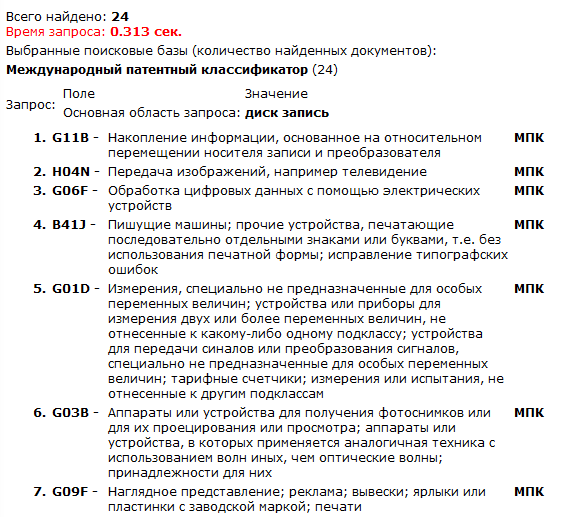 Всего найдено: 24
Время запроса: 0.313 сек.
Выбранные поисковые базы (количество найденных документов):
Международный патентный классификатор (24)
Запрос: Поле Значение
Основная область запроса: диск запись
1. G11B - Накопление информации, основанное на относительном МПК
перемещении носителя записи и преобразователя
2. H04N - Передача изображений, например телевидение МПК
3. G06F - Обработка цифровых данных с помощью электрических МПК
устройств
4. B41J - Пишущие машины; прочие устройства, печатающие МПК
последовательно отдельными знаками или буквами, т.е. без
использования печатной формы; исправление типографских
ошибок
5. G01D - Измерения, специально не предназначенные для особых МПК
переменных величин; устройства или приборы для
измерения двух или более переменных величин, не
отнесенные к какому-либо одному подклассу; устройства
для передачи синалов или преобразования сигналов,
специально не предназначенные для особых переменных
величин; тарифные счетчики; измерения или испытания, не
отнесенные к другим подклассам
6. G03B - Аппараты или устройства для получения фотоснимков или МПК
для их проецирования или просмотра; аппараты или
устройства, в которых применяется аналогичная техника с
использованием волн иных, чем оптические волны;
принадлежности для них
7. G09F - Наглядное представление; реклама; вывески; ярлыки или МПК
пластинки с заводской маркой; печати